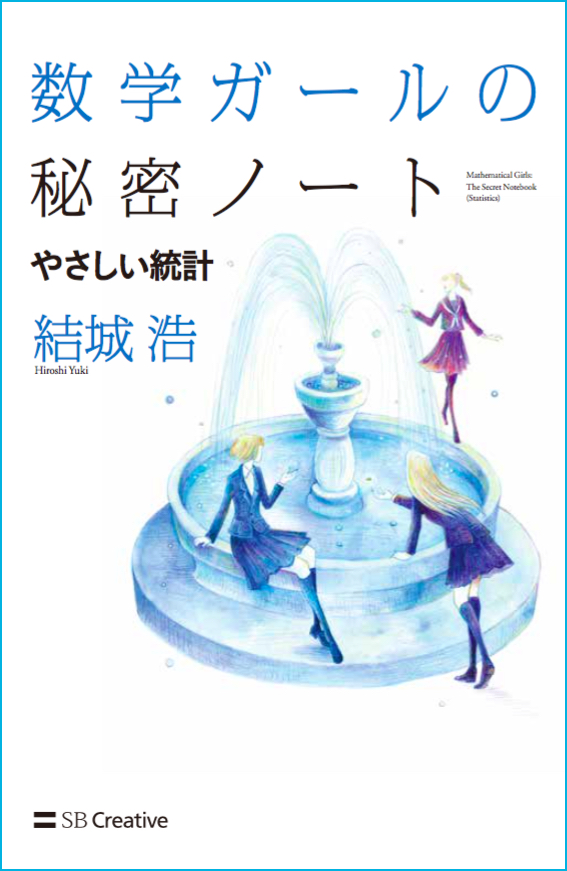 数学ガールの
秘密ノート
Mathematical Girls:
The Secret Notebook
(Statistics)
やさしい統計
結城 浩
Hiroshi Yuki
SB Creative